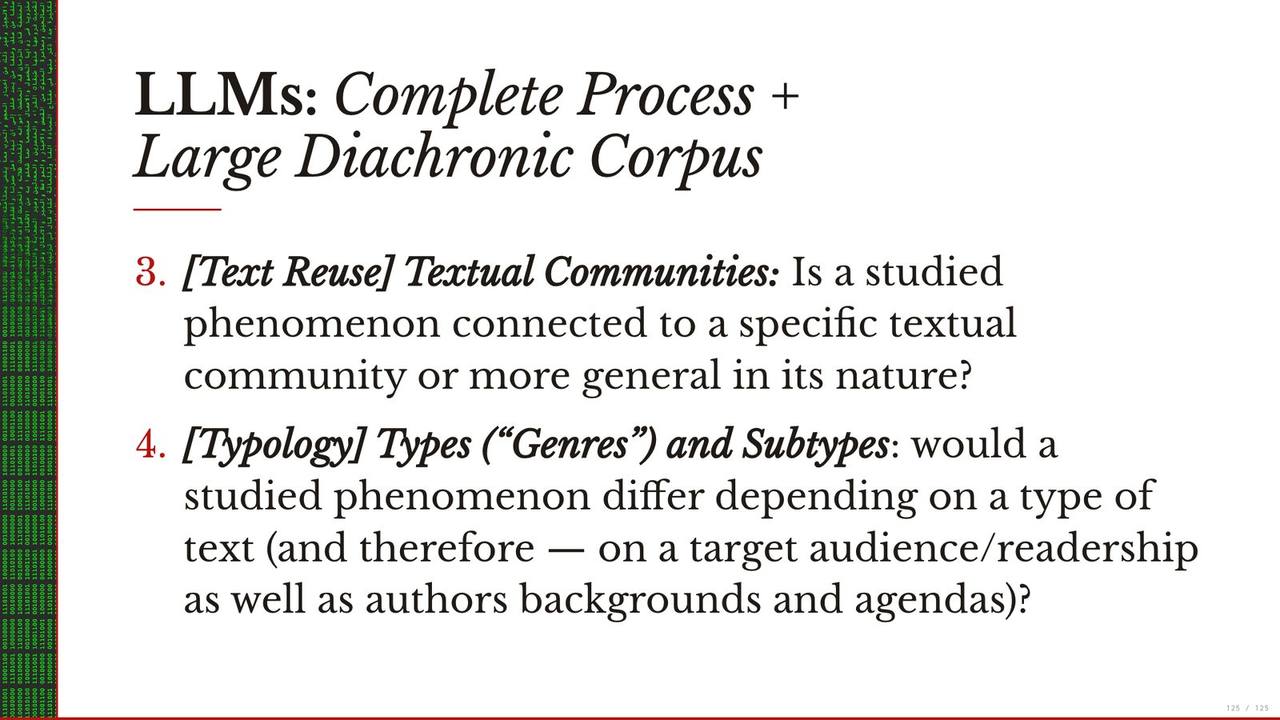 LLMs: Complete Process +
Large Diachronic Corpus
3. [Text Reuse] Textual Communities: Is a studied
phenomenon connected to a specific textual
community or more general in its nature?
4. [Typology] Types (“Genres”) and Subtypes: would a
studied phenomenon differ depending on a type of
text (and therefore — on a target audience/readership
as well as authors backgrounds and agendas)?
125 / 125